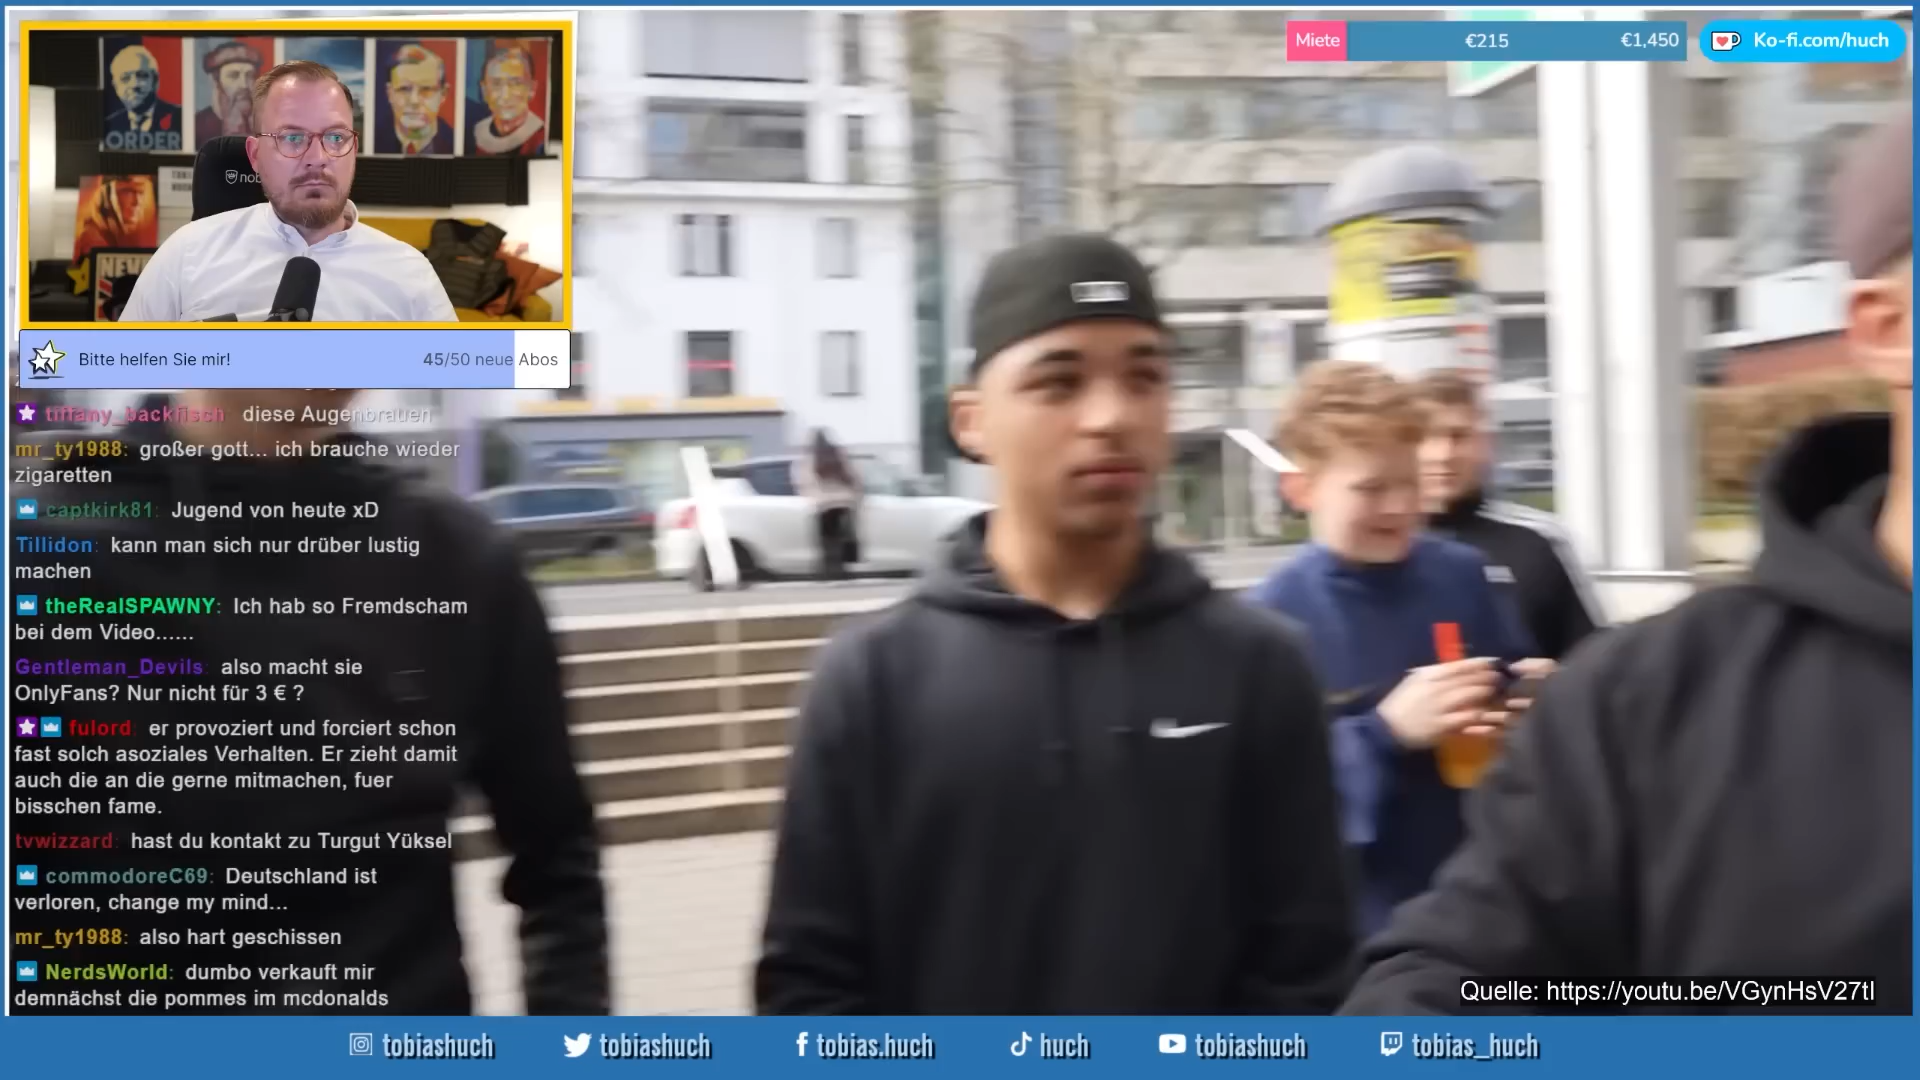 ORDER
nob
NEVE
Miete €215 €1,450
Ko-fi.com/huch
Bitte helfen Sie mir! 45/50 neue Abos
tiffany_backfisch: diese Augenbrauen
mr_ty1988: großer gott... ich brauche wieder
zigaretten
captkirk81: Jugend von heute xD
Tillidon: kann man sich nur drüber lustig
machen
theRealSPAWNY: Ich hab so Fremdscham
bei dem Video......
Gentleman_Devils: also macht sie
OnlyFans? Nur nicht für 3 € ?
fulord: er provoziert und forciert schon
fast solch asoziales Verhalten. Er zieht damit
auch die an die gerne mitmachen, fuer
bisschen fame.
tvwizzard: hast du kontakt zu Turgut Yüksel
commodoreC69: Deutschland ist
verloren, change my mind...
mr_ty1988: also hart geschissen
NerdsWorld: dumbo verkauft mir
demnächst die pommes im mcdonalds
Quelle: https://youtu.be/VGynHsV27tI
tobiashuch tobiashuch tobias.huch huch tobiashuch tobias_huch